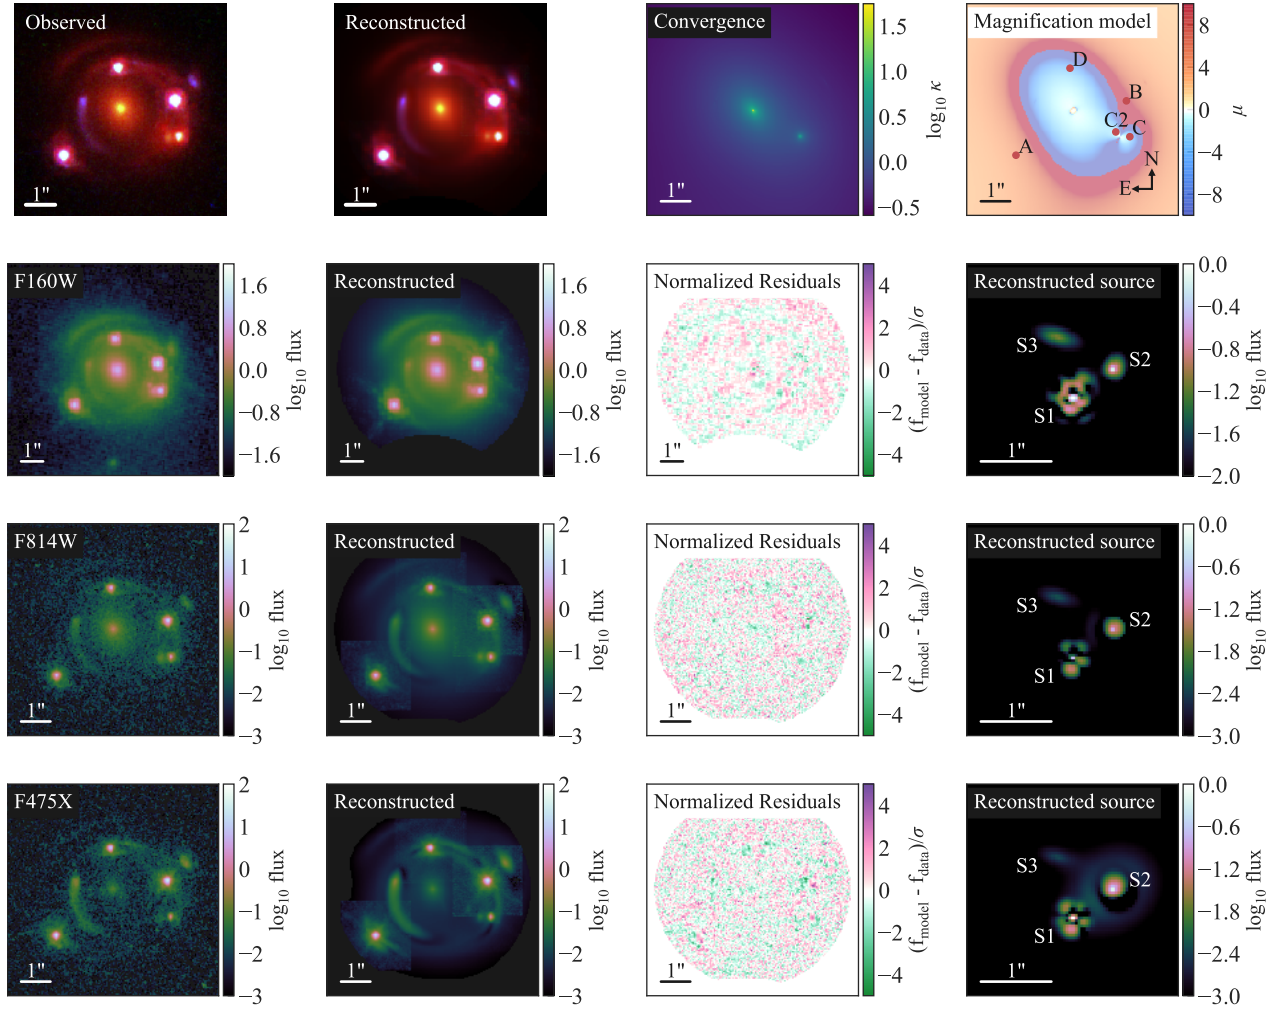 Observed
1"
Reconstructed
1"
Convergence
1"
1.5
1.0
0.5
0.0
−0.5
log₁₀ κ
Magnification model
D
B
C2
C
A
N
E
1"
8
4
0
−4
−8
μ
F160W
1"
1.6
0.8
0.0
−0.8
−1.6
log₁₀ flux
Reconstructed
1"
1.6
0.8
0.0
−0.8
−1.6
log₁₀ flux
Normalized Residuals
1"
4
2
0
−2
−4
(f_model - f_data)/σ
Reconstructed source
S3
S2
S1
1"
0.0
−0.4
−0.8
−1.2
−1.6
−2.0
log₁₀ flux
F814W
1"
2
1
0
−1
−2
−3
log₁₀ flux
Reconstructed
1"
2
1
0
−1
−2
−3
log₁₀ flux
Normalized Residuals
1"
4
2
0
−2
−4
(f_model - f_data)/σ
Reconstructed source
S3
S2
S1
1"
0.0
−0.6
−1.2
−1.8
−2.4
−3.0
log₁₀ flux
F475X
1"
2
1
0
−1
−2
−3
log₁₀ flux
Reconstructed
1"
2
1
0
−1
−2
−3
log₁₀ flux
Normalized Residuals
1"
4
2
0
−2
−4
(f_model - f_data)/σ
Reconstructed source
S3
S2
S1
1"
0.0
−0.6
−1.2
−1.8
−2.4
−3.0
log₁₀ flux